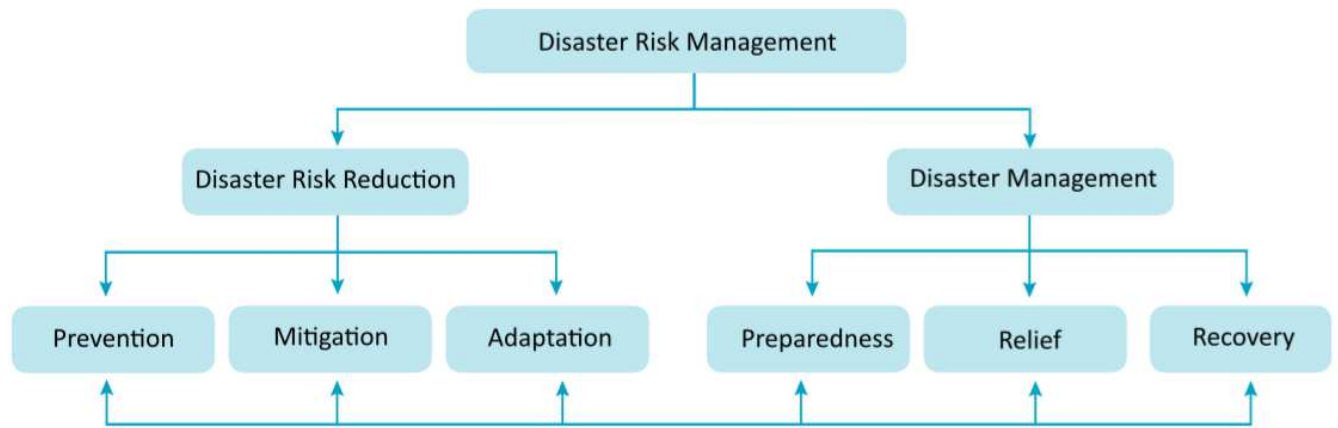 Disaster Risk Management
Disaster Risk Reduction
Disaster Management
Prevention
Mitigation
Adaptation
Preparedness
Relief
Recovery